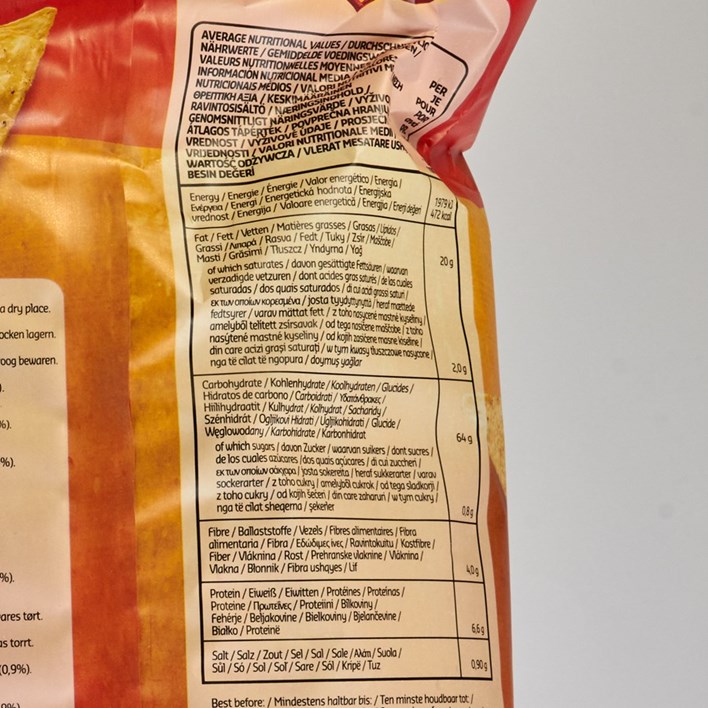 AVERAGE NUTRITIONAL VALUES / DURCHSCH
NÄHRWERTE / GEMIDDELDE VOEDINGSW
VALEURS NUTRITIONNELLES MOYENNES
INFORMACIÓN NUTRICIONAL MEDIA
NUTRICIONAIS MÉDIOS / VALORI
ΘΡΕΠΤΙΚΗ ΑΞΙΑ / KESKIMÄÄRÄINEN
RAVINTOSISÄLTÖ / NÆRINGSINDHOLD /
GENOMSNITTLIGT NÄRINGSVÄRDE / VÝŽIVO
ÁTLAGOS TÁPÉRTÉK / POVPREČNA HRANJI
VREDNOST / VÝŽIVOVÉ ÚDAJE / PROSJEČ
VRIJEDNOSTI / VALORI NUTRIȚIONALE MEDI
WARTOŚĆ ODŻYWCZA / VLERAT MESATARE USH
BESIN DEĞERİ
PER
JE
POUR
POR
Energy / Energie / Énergie / Valor energético / Energia /
Ενέργεια / Energi / Energetická hodnota / Energijska
vrednost / Energija / Valoare energetică / Energjia / Enerji değeri
1979 kJ
472 kcal
Fat / Fett / Vetten / Matières grasses / Grasas / Lípidos /
Grassi / Λιπαρά / Rasva / Fedt / Tuky / Zsír / Maščobe /
Masti / Grăsimi / Tłuszcz / Yndyrna / Yağ
20 g
of which saturates / davon gesättigte Fettsäuren / waarvan
verzadigde vetzuren / dont acides gras saturés / de las cuales
saturadas / dos quais saturados / di cui acidi grassi saturi /
εκ των οποίων κορεσμένα / josta tyydyttynyttä / heraf mættede
fedtsyrer / varav mättat fett / z toho nasycené mastné kyseliny /
amelyből telített zsírsavak / od tega nasičene maščobe / z toho
nasýtené mastné kyseliny / od kojih zasićene masne kiseline /
din care acizi grași saturați / w tym kwasy tłuszczowe nasycone /
nga të cilat të ngopura / doymuş yağlar
2,0 g
Carbohydrate / Kohlenhydrate / Koolhydraten / Glucides /
Hidratos de carbono / Carboidrati / Υδατάνθρακες /
Hiilihydraatit / Kulhydrat / Kolhydrat / Sacharidy /
Szénhidrát / Ogljikovi Hidrati / Ugljikohidrati / Glucide /
Węglowodany / Karbohidrate / Karbonhidrat
64 g
of which sugars / davon Zucker / waarvan suikers / dont sucres /
de los cuales azúcares / dos quais açúcares / di cui zuccheri /
εκ των οποίων σάκχαρα / josta sokereita / heraf sukkerarter / varav
sockerarter / z toho cukry / amelyből cukrok / od tega sladkorji /
z toho cukry / od kojih šećeri / din care zaharuri / w tym cukry /
nga të cilat sheqerna / şekerler
0,8 g
Fibre / Ballaststoffe / Vezels / Fibres alimentaires / Fibra
alimentaria / Fibra / Εδώδιμες ίνες / Ravintokuitu / Kostfibre /
Fiber / Vláknina / Rost / Prehranske vlaknine / Vláknina /
Vlakna / Błonnik / Fibra ushqyes / Lif
4,0 g
Protein / Eiweiß / Eiwitten / Protéines / Proteínas /
Proteine / Πρωτεΐνες / Proteiini / Bílkoviny /
Fehérje / Beljakovine / Bielkoviny / Bjelančevine /
Białko / Proteinë
6,6 g
Salt / Salz / Zout / Sel / Sal / Sale / Αλάτι / Suola /
Sůl / Só / Sol / Soľ / Sare / Sól / Kripë / Tuz
0,90 g
Best before: / Mindestens haltbar bis: / Ten minste houdbaar tot: /
a dry place.
ocken lagern.
oog bewaren.
).
%).
%).
%).
ares tørt.
as torrt.
(0,9%).